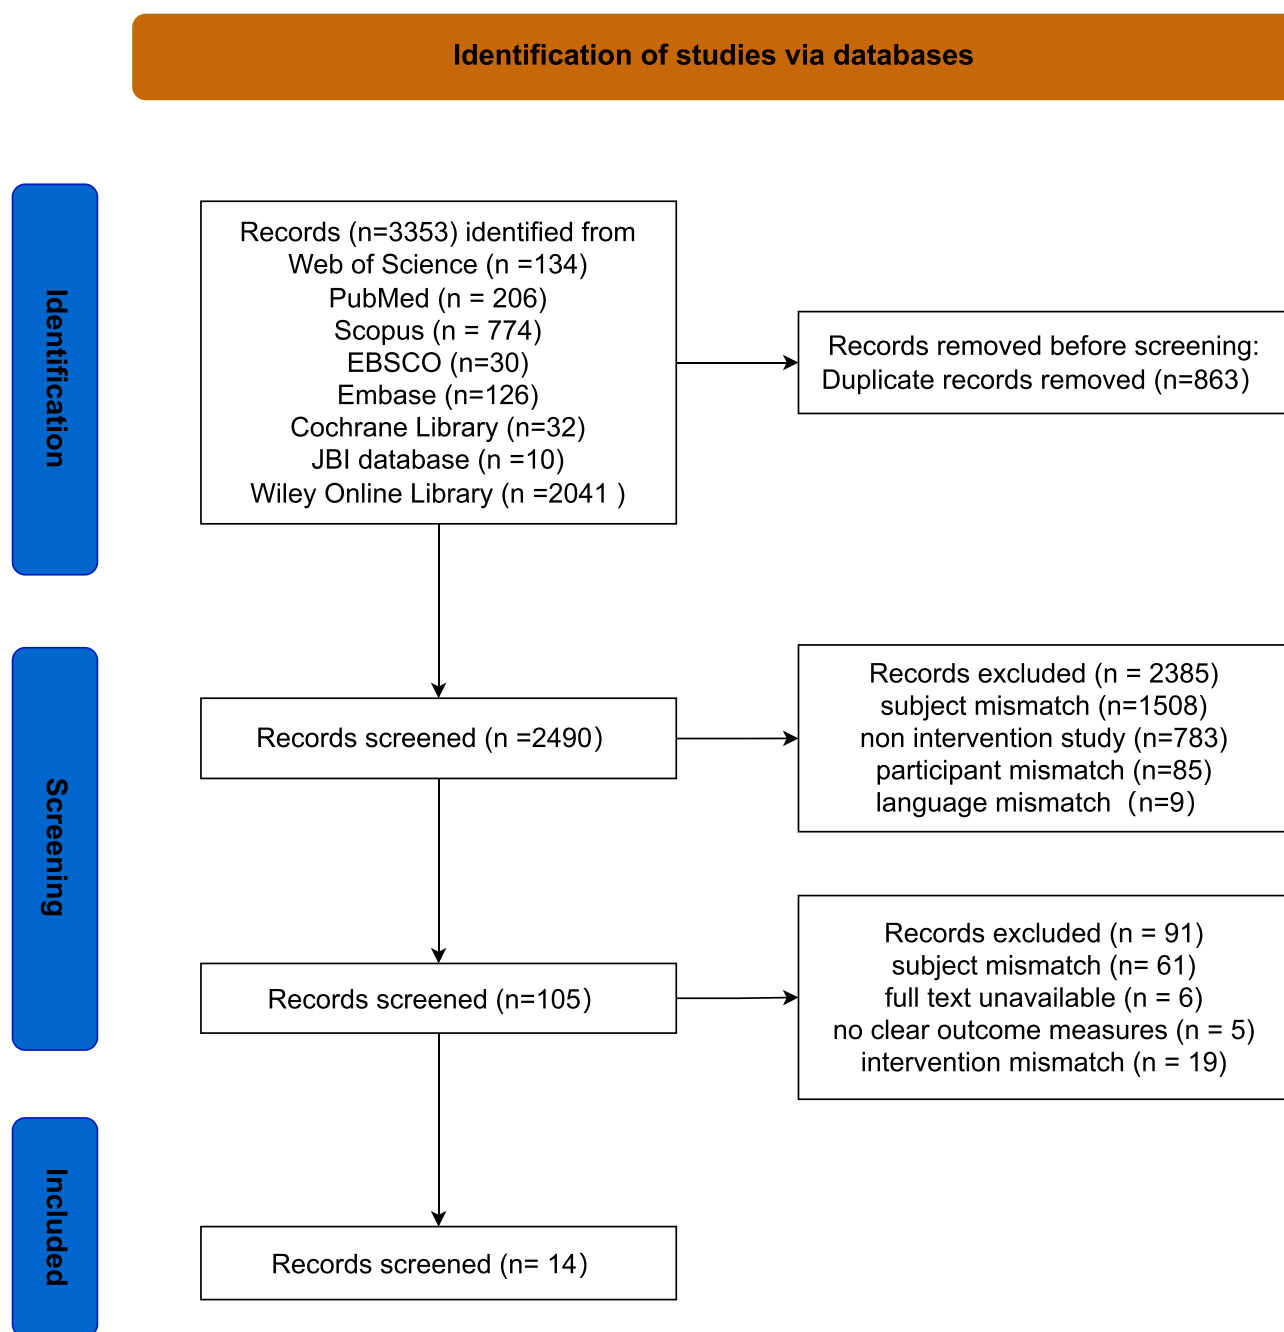 Identification of studies via databases
Identification
Records (n=3353) identified from
Web of Science (n =134)
PubMed (n = 206)
Scopus (n = 774)
EBSCO (n=30)
Embase (n=126)
Cochrane Library (n=32)
JBI database (n =10)
Wiley Online Library (n =2041 )
Records removed before screening:
Duplicate records removed (n=863)
Screening
Records screened (n =2490)
Records excluded (n = 2385)
subject mismatch (n=1508)
non intervention study (n=783)
participant mismatch (n=85)
language mismatch （n=9)
Records screened (n=105)
Records excluded (n = 91)
subject mismatch (n= 61)
full text unavailable (n = 6)
no clear outcome measures (n = 5)
intervention mismatch (n = 19)
Included
Records screened (n= 14)